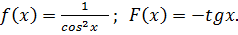 f(x) = 1/cos²x ; F(x) = −tgx.